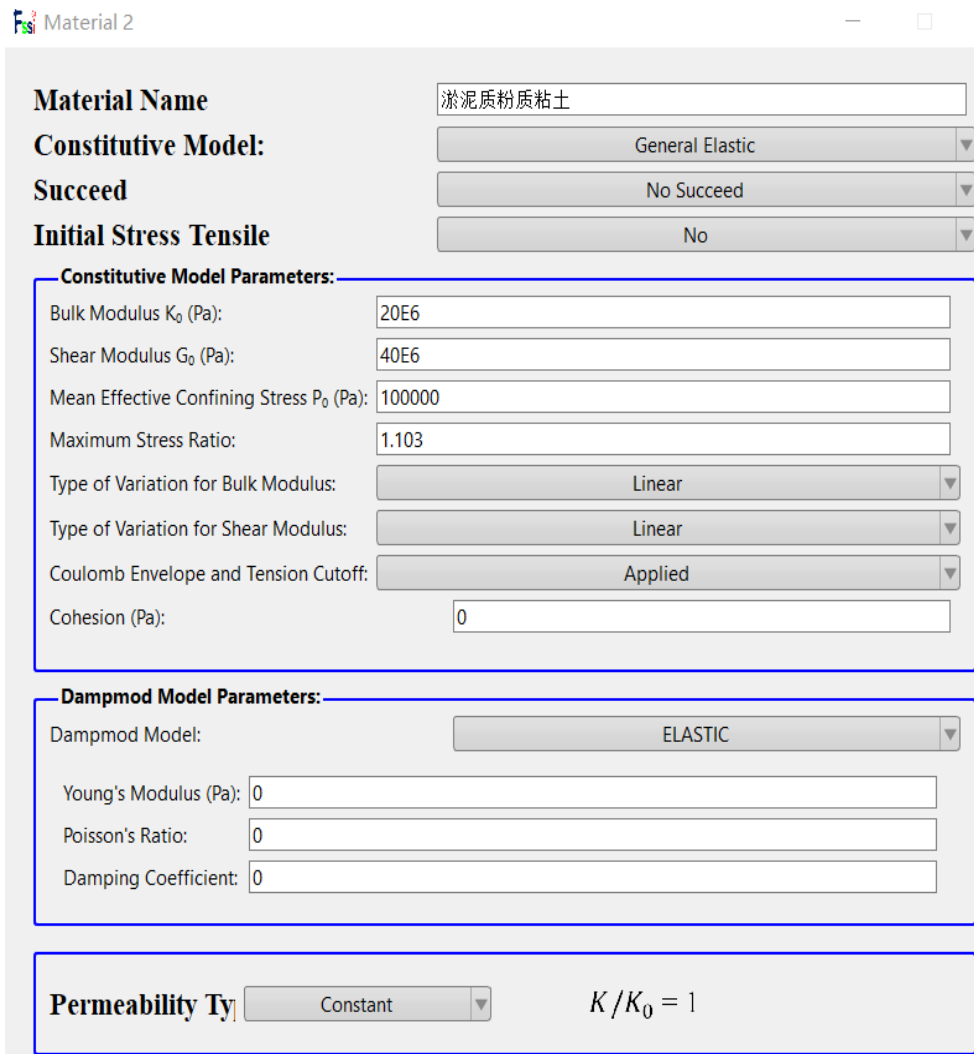 Fssi Material 2
Material Name 淤泥质粉质粘土
Constitutive Model: General Elastic
Succeed No Succeed
Initial Stress Tensile No
Constitutive Model Parameters:
Bulk Modulus K₀ (Pa): 20E6
Shear Modulus G₀ (Pa): 40E6
Mean Effective Confining Stress P₀ (Pa): 100000
Maximum Stress Ratio: 1.103
Type of Variation for Bulk Modulus: Linear
Type of Variation for Shear Modulus: Linear
Coulomb Envelope and Tension Cutoff: Applied
Cohesion (Pa): 0
Dampmod Model Parameters:
Dampmod Model: ELASTIC
Young's Modulus (Pa): 0
Poisson's Ratio: 0
Damping Coefficient: 0
Permeability Ty Constant K/K₀ = 1